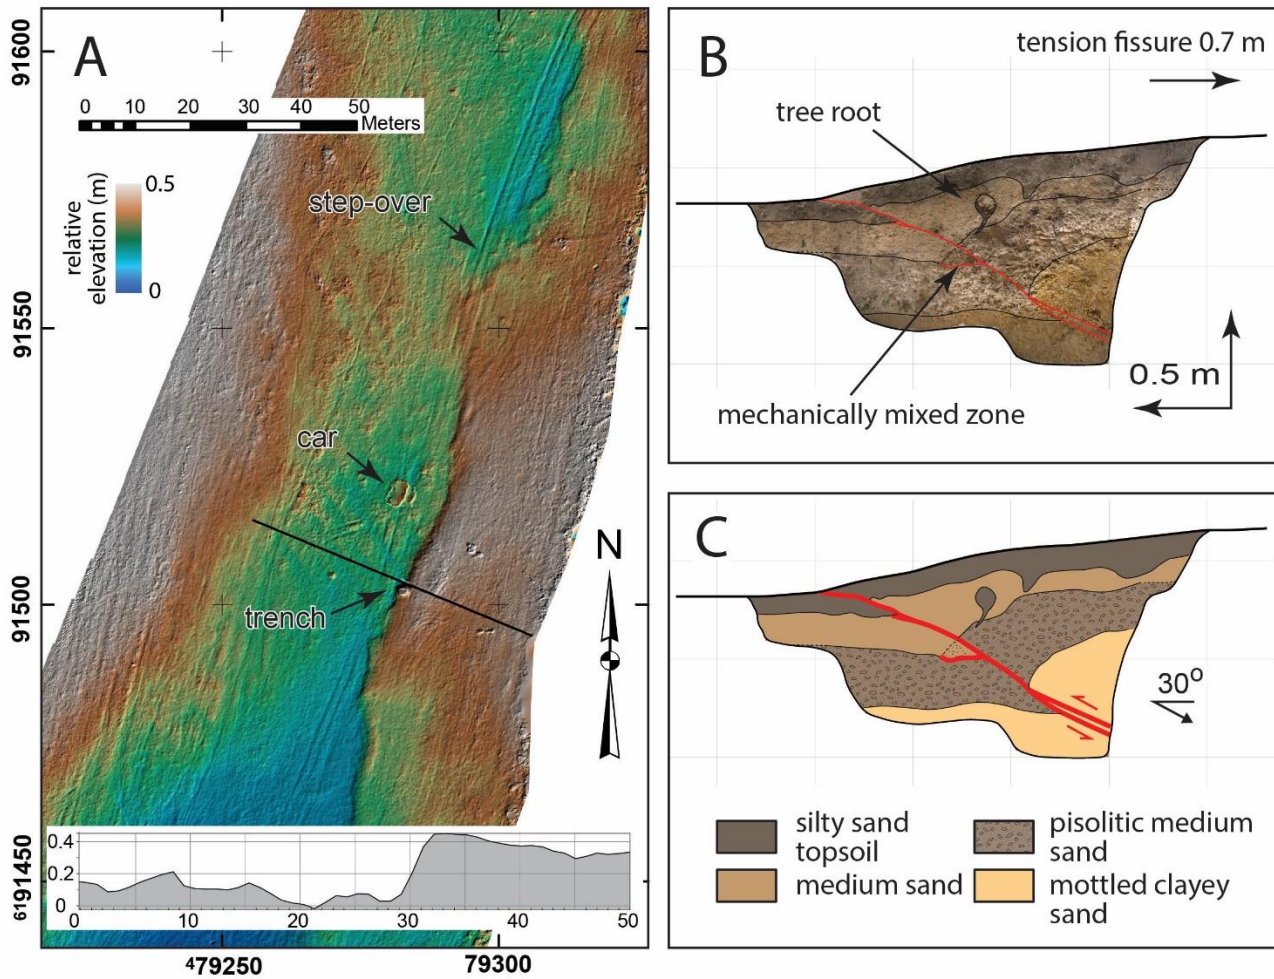 A
91600
0 10 20 30 40 50
Meters
relative
elevation (m)
0.5
0
step-over
91550
car
N
91500
trench
6191450
0.4
0.2
0
0 10 20 30 40 50
479250
79300
B
tension fissure 0.7 m
tree root
0.5 m
mechanically mixed zone
C
30°
silty sand
topsoil
pisolitic medium
sand
medium sand
mottled clayey
sand